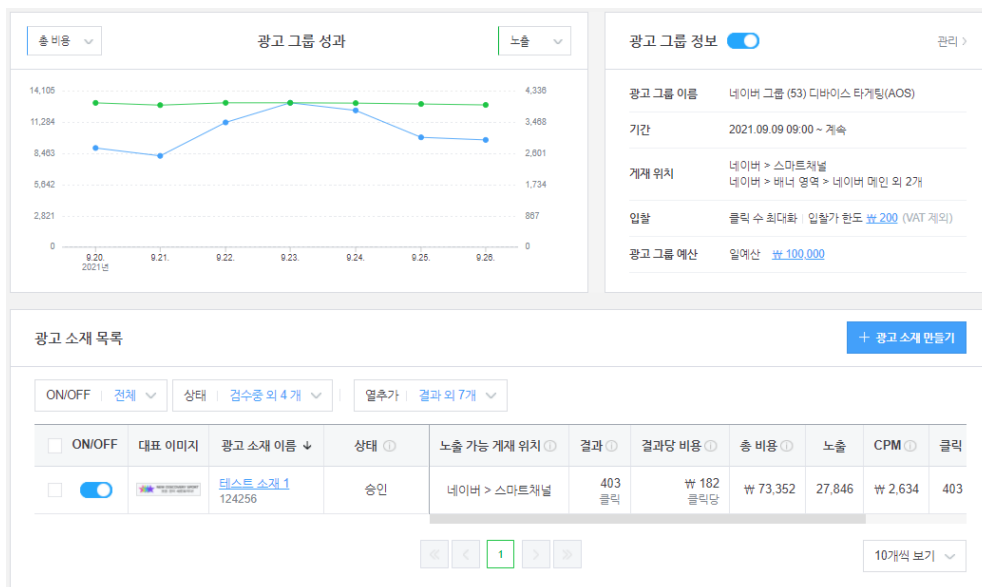 총 비용
광고 그룹 성과
노출
14,105
11,284
8,463
5,642
2,821
0
4,336
3,468
2,601
1,734
867
0
9.20.
2021년
9.21.
9.22.
9.23.
9.24.
9.25.
9.26.
광고 그룹 정보
관리 >
광고 그룹 이름 네이버 그룹 (53) 디바이스 타게팅(AOS)
기간 2021.09.09 09:00 ~ 계속
게재 위치 네이버 > 스마트채널
네이버 > 배너 영역 > 네이버 메인 외 2개
입찰 클릭 수 최대화 입찰가 한도 ₩ 200 (VAT 제외)
광고 그룹 예산 일예산 ₩ 100,000
광고 소재 목록
+ 광고 소재 만들기
ON/OFF 전체 상태 검수중 외 4 개 열추가 결과 외 7개
ON/OFF 대표 이미지 광고 소재 이름 ↓ 상태 노출 가능 게재 위치 결과 결과당 비용 총 비용 노출 CPM 클릭
테스트 소재 1 승인 네이버 > 스마트채널 403 ₩ 182 ₩ 73,352 27,846 ₩ 2,634 403
124256 클릭 클릭당
« < 1 > »
10개씩 보기